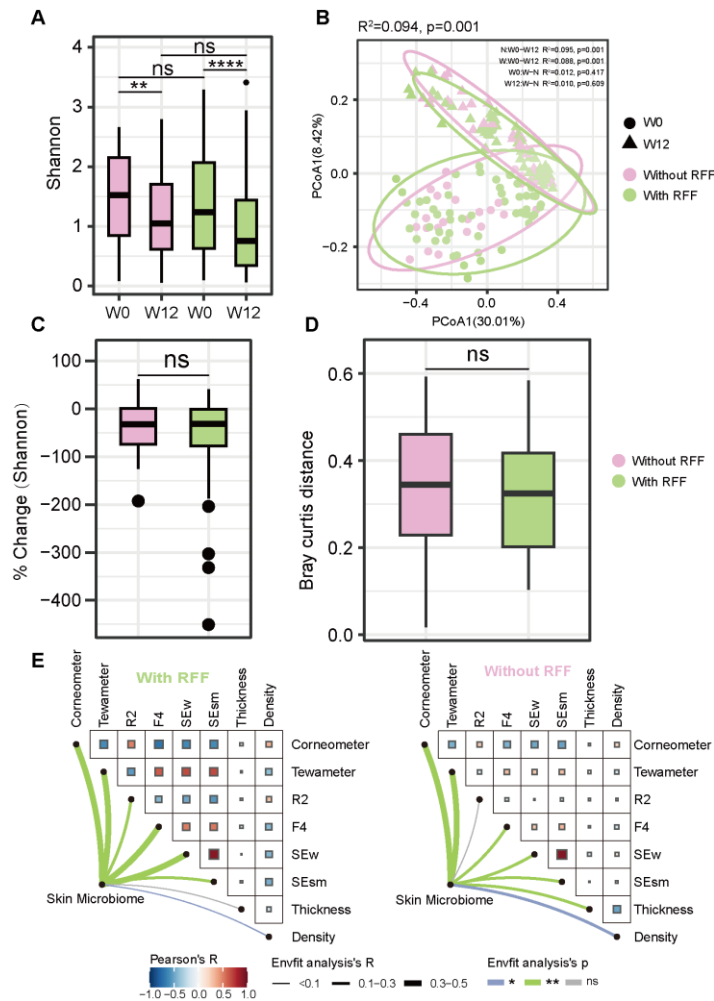 A
ns
ns
**
****
4
3
2
1
0
Shannon
W0
W12
W0
W12
B
R²=0.094, p=0.001
N:W0−W12 R²=0.095, p=0.001
W:W0−W12 R²=0.088, p=0.001
W0:W−N R²=0.012, p=0.417
W12:W−N R²=0.010, p=0.609
0.2
0.0
−0.2
PCoA1(8.42%)
−0.4
0.0
0.4
PCoA1(30.01%)
W0
W12
Without RFF
With RFF
C
ns
100
0
−100
−200
−300
−400
% Change (Shannon)
D
ns
0.6
0.4
0.2
0.0
Bray curtis distance
Without RFF
With RFF
E
With RFF
Corneometer
Tewameter
R2
F4
SEw
SEsm
Thickness
Density
Corneometer
Tewameter
R2
F4
SEw
SEsm
Thickness
Density
Skin Microbiome
Without RFF
Corneometer
Tewameter
R2
F4
SEw
SEsm
Thickness
Density
Corneometer
Tewameter
R2
F4
SEw
SEsm
Thickness
Density
Skin Microbiome
Pearson's R
−1.0 −0.5 0.0 0.5 1.0
Envfit analysis's R
<0.1 0.1−0.3 0.3−0.5
Envfit analysis's p
* ** ns